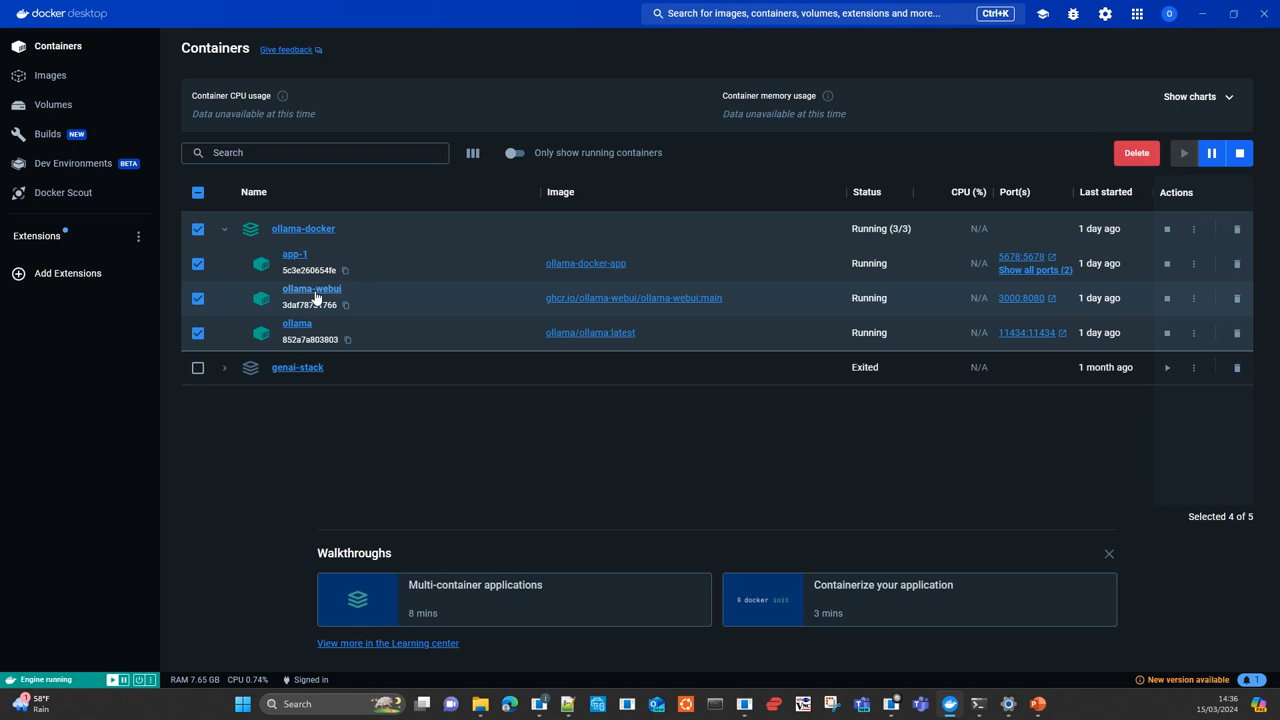 docker desktop
Search for images, containers, volumes, extensions and more...
Ctrl+K
O
Containers
Images
Volumes
Builds NEW
Dev Environments BETA
Docker Scout
Extensions
Add Extensions
Containers
Give feedback
Container CPU usage
Data unavailable at this time
Container memory usage
Data unavailable at this time
Show charts
Search
Only show running containers
Delete
Name Image Status CPU (%) Port(s) Last started Actions
ollama-docker Running (3/3) N/A 1 day ago
app-1
5c3e260654fe
ollama-docker-app Running N/A
5678:5678
Show all ports (2)
1 day ago
ollama-webui
ghcr.io/ollama-webui/ollama-webui:main Running N/A 3000:8080 1 day ago
ollama
852a7a803803
ollama/ollama:latest Running N/A 11434:11434 1 day ago
genai-stack Exited N/A 1 month ago
Selected 4 of 5
Walkthroughs
Multi-container applications
8 mins
$ docker init
Containerize your application
3 mins
View more in the Learning center
Engine running
RAM 7.65 GB CPU 0.74% Signed in
New version available
1
1
58°F
Rain
Search
14:36
15/03/2024